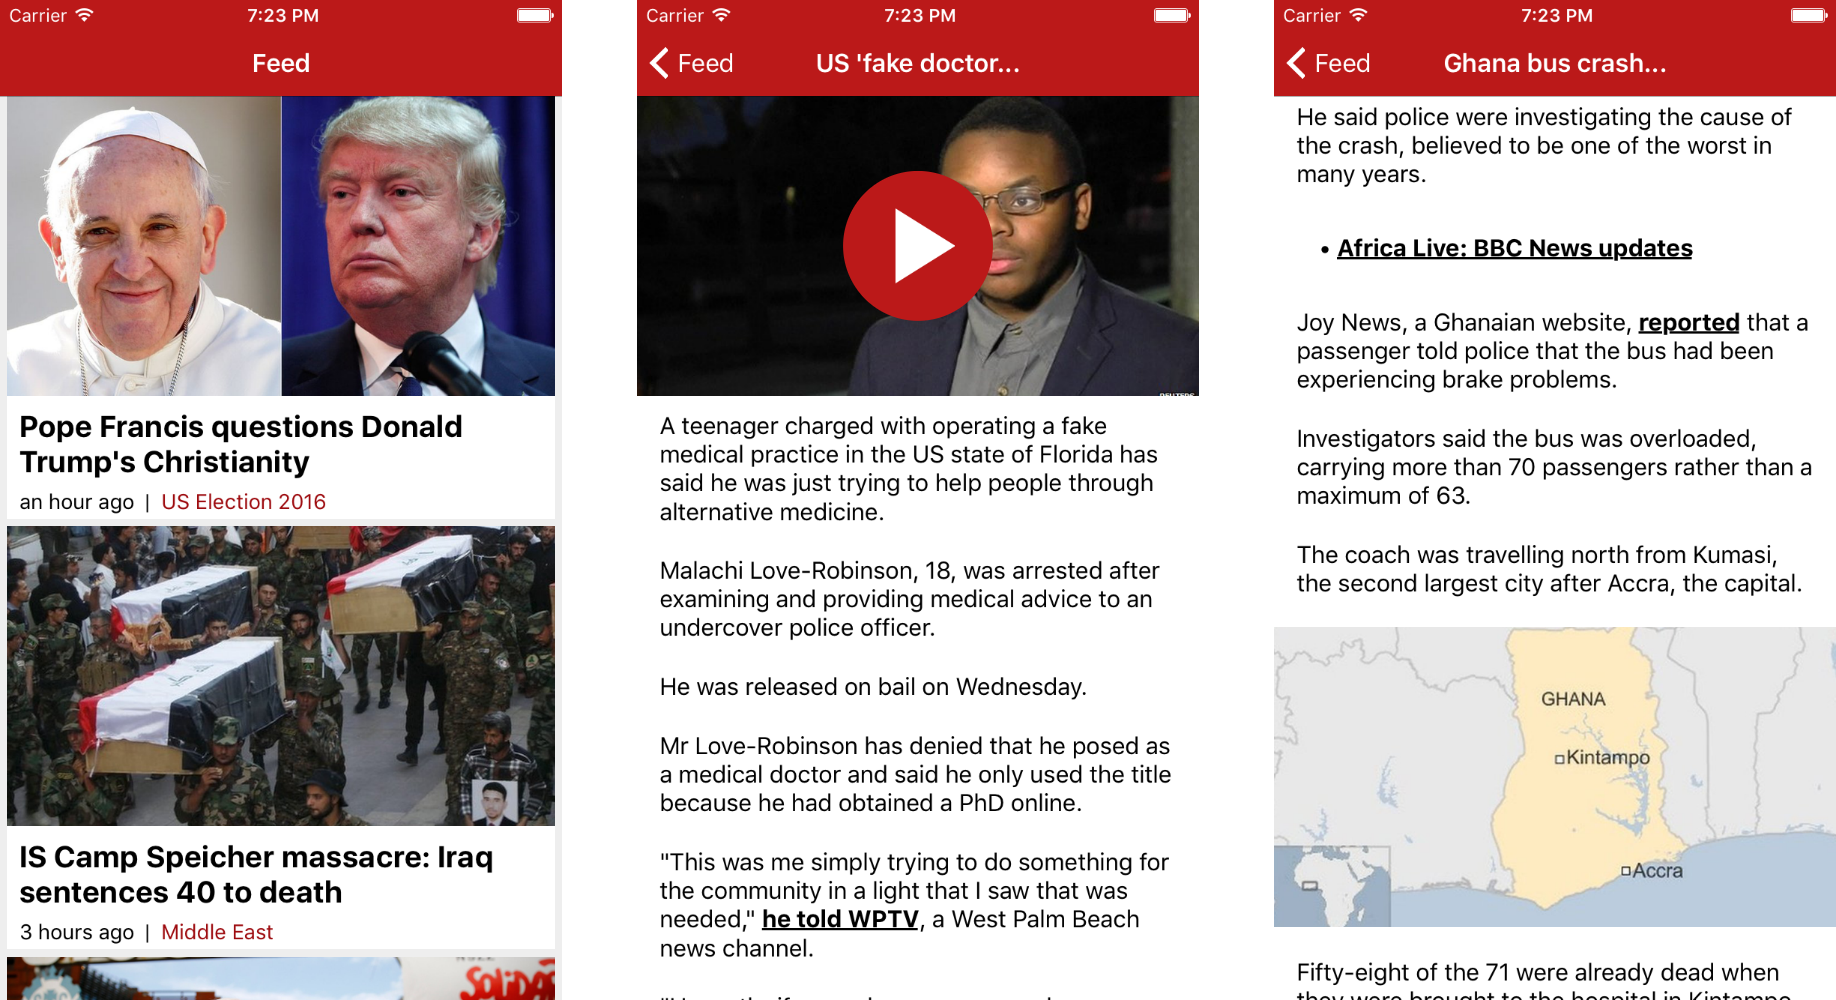 Carrier 7:23 PM
Feed
Pope Francis questions Donald
Trump's Christianity
an hour ago | US Election 2016
IS Camp Speicher massacre: Iraq
sentences 40 to death
3 hours ago | Middle East
Carrier 7:23 PM
Feed US 'fake doctor...
REUTERS
A teenager charged with operating a fake
medical practice in the US state of Florida has
said he was just trying to help people through
alternative medicine.
Malachi Love-Robinson, 18, was arrested after
examining and providing medical advice to an
undercover police officer.
He was released on bail on Wednesday.
Mr Love-Robinson has denied that he posed as
a medical doctor and said he only used the title
because he had obtained a PhD online.
"This was me simply trying to do something for
the community in a light that I saw that was
needed," he told WPTV, a West Palm Beach
news channel.
Carrier 7:23 PM
Feed Ghana bus crash...
He said police were investigating the cause of
the crash, believed to be one of the worst in
many years.
• Africa Live: BBC News updates
Joy News, a Ghanaian website, reported that a
passenger told police that the bus had been
experiencing brake problems.
Investigators said the bus was overloaded,
carrying more than 70 passengers rather than a
maximum of 63.
The coach was travelling north from Kumasi,
the second largest city after Accra, the capital.
GHANA
Kintampo
Accra
Fifty-eight of the 71 were already dead when
they were brought to the hospital in Kintampo